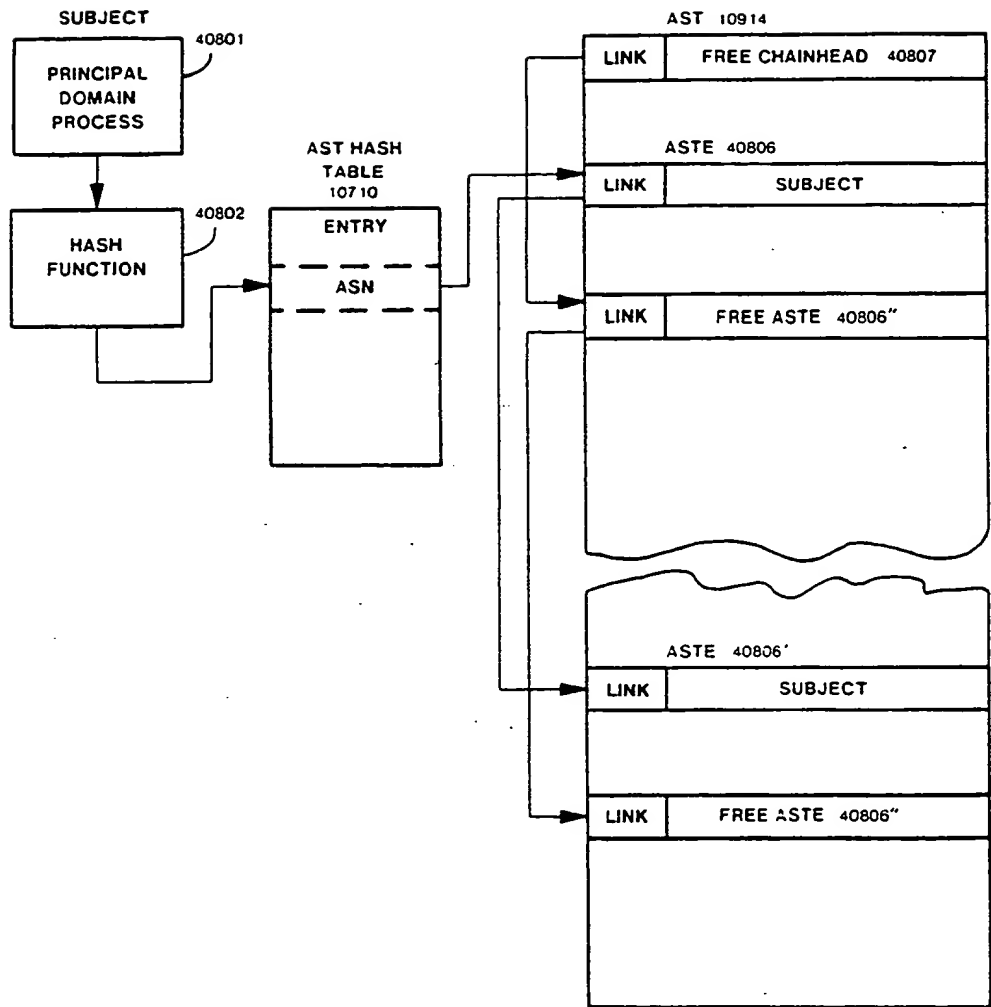 SUBJECT
40801
PRINCIPAL
DOMAIN
PROCESS
40802
HASH
FUNCTION
AST HASH
TABLE
10710
ENTRY
ASN
AST 10914
LINK FREE CHAINHEAD 40807
ASTE 40806
LINK SUBJECT
LINK FREE ASTE 40806"
ASTE 40806'
LINK SUBJECT
LINK FREE ASTE 40806"